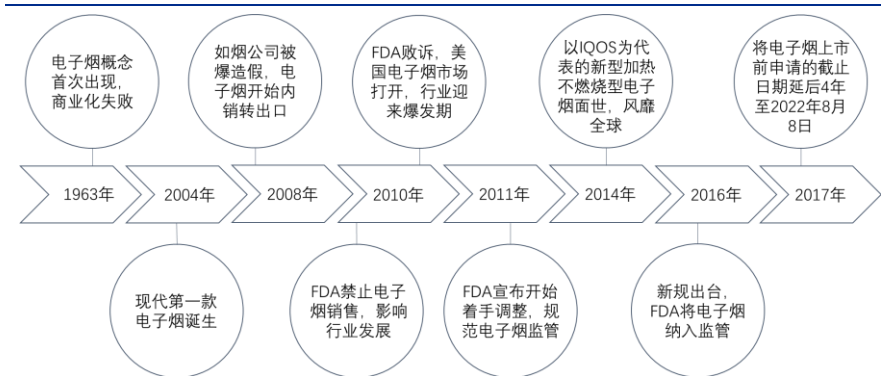 电子烟概念
首次出现，
商业化失败
如烟公司被
爆造假，电
子烟开始内
销转出口
FDA败诉，美
国电子烟市场
打开，行业迎
来爆发期
以IQOS为代
表的新型加热
不燃烧型电子
烟面世，风靡
全球
将电子烟上市
前申请的截止
日期延后4年
至2022年8月
8日
1963年
2004年
2008年
2010年
2011年
2014年
2016年
2017年
现代第一款
电子烟诞生
FDA禁止电子
烟销售，影响
行业发展
FDA宣布开始
着手调整，规
范电子烟监管
新规出台，
FDA将电子烟
纳入监管